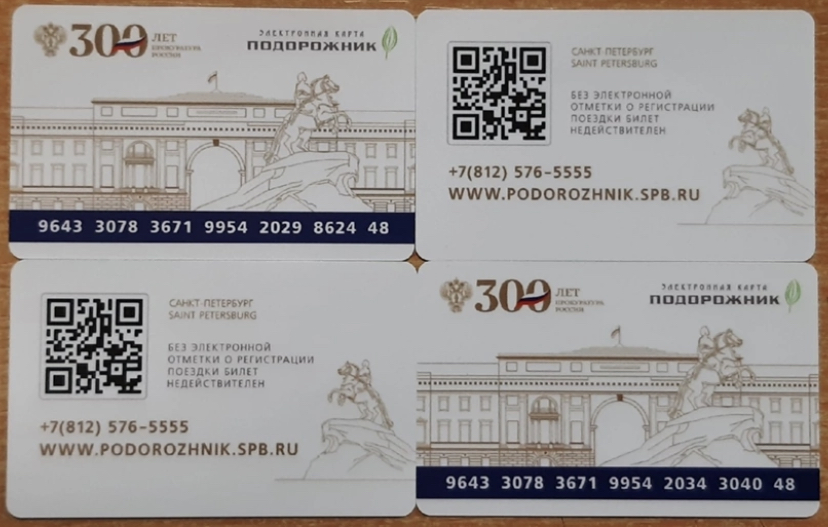 300 ЛЕТ
ПРОКУРАТУРА
РОССИИ
ЭЛЕКТРОННАЯ КАРТА
ПОДОРОЖНИК
9643 3078 3671 9954 2029 8624 48
САНКТ-ПЕТЕРБУРГ
SAINT PETERSBURG
БЕЗ ЭЛЕКТРОННОЙ
ОТМЕТКИ О РЕГИСТРАЦИИ
ПОЕЗДКИ БИЛЕТ
НЕДЕЙСТВИТЕЛЕН
+7(812) 576-5555
WWW.PODOROZHNIK.SPB.RU
САНКТ-ПЕТЕРБУРГ
SAINT PETERSBURG
БЕЗ ЭЛЕКТРОННОЙ
ОТМЕТКИ О РЕГИСТРАЦИИ
ПОЕЗДКИ БИЛЕТ
НЕДЕЙСТВИТЕЛЕН
+7(812) 576-5555
WWW.PODOROZHNIK.SPB.RU
300 ЛЕТ
ПРОКУРАТУРА
РОССИИ
ЭЛЕКТРОННАЯ КАРТА
ПОДОРОЖНИК
9643 3078 3671 9954 2034 3040 48